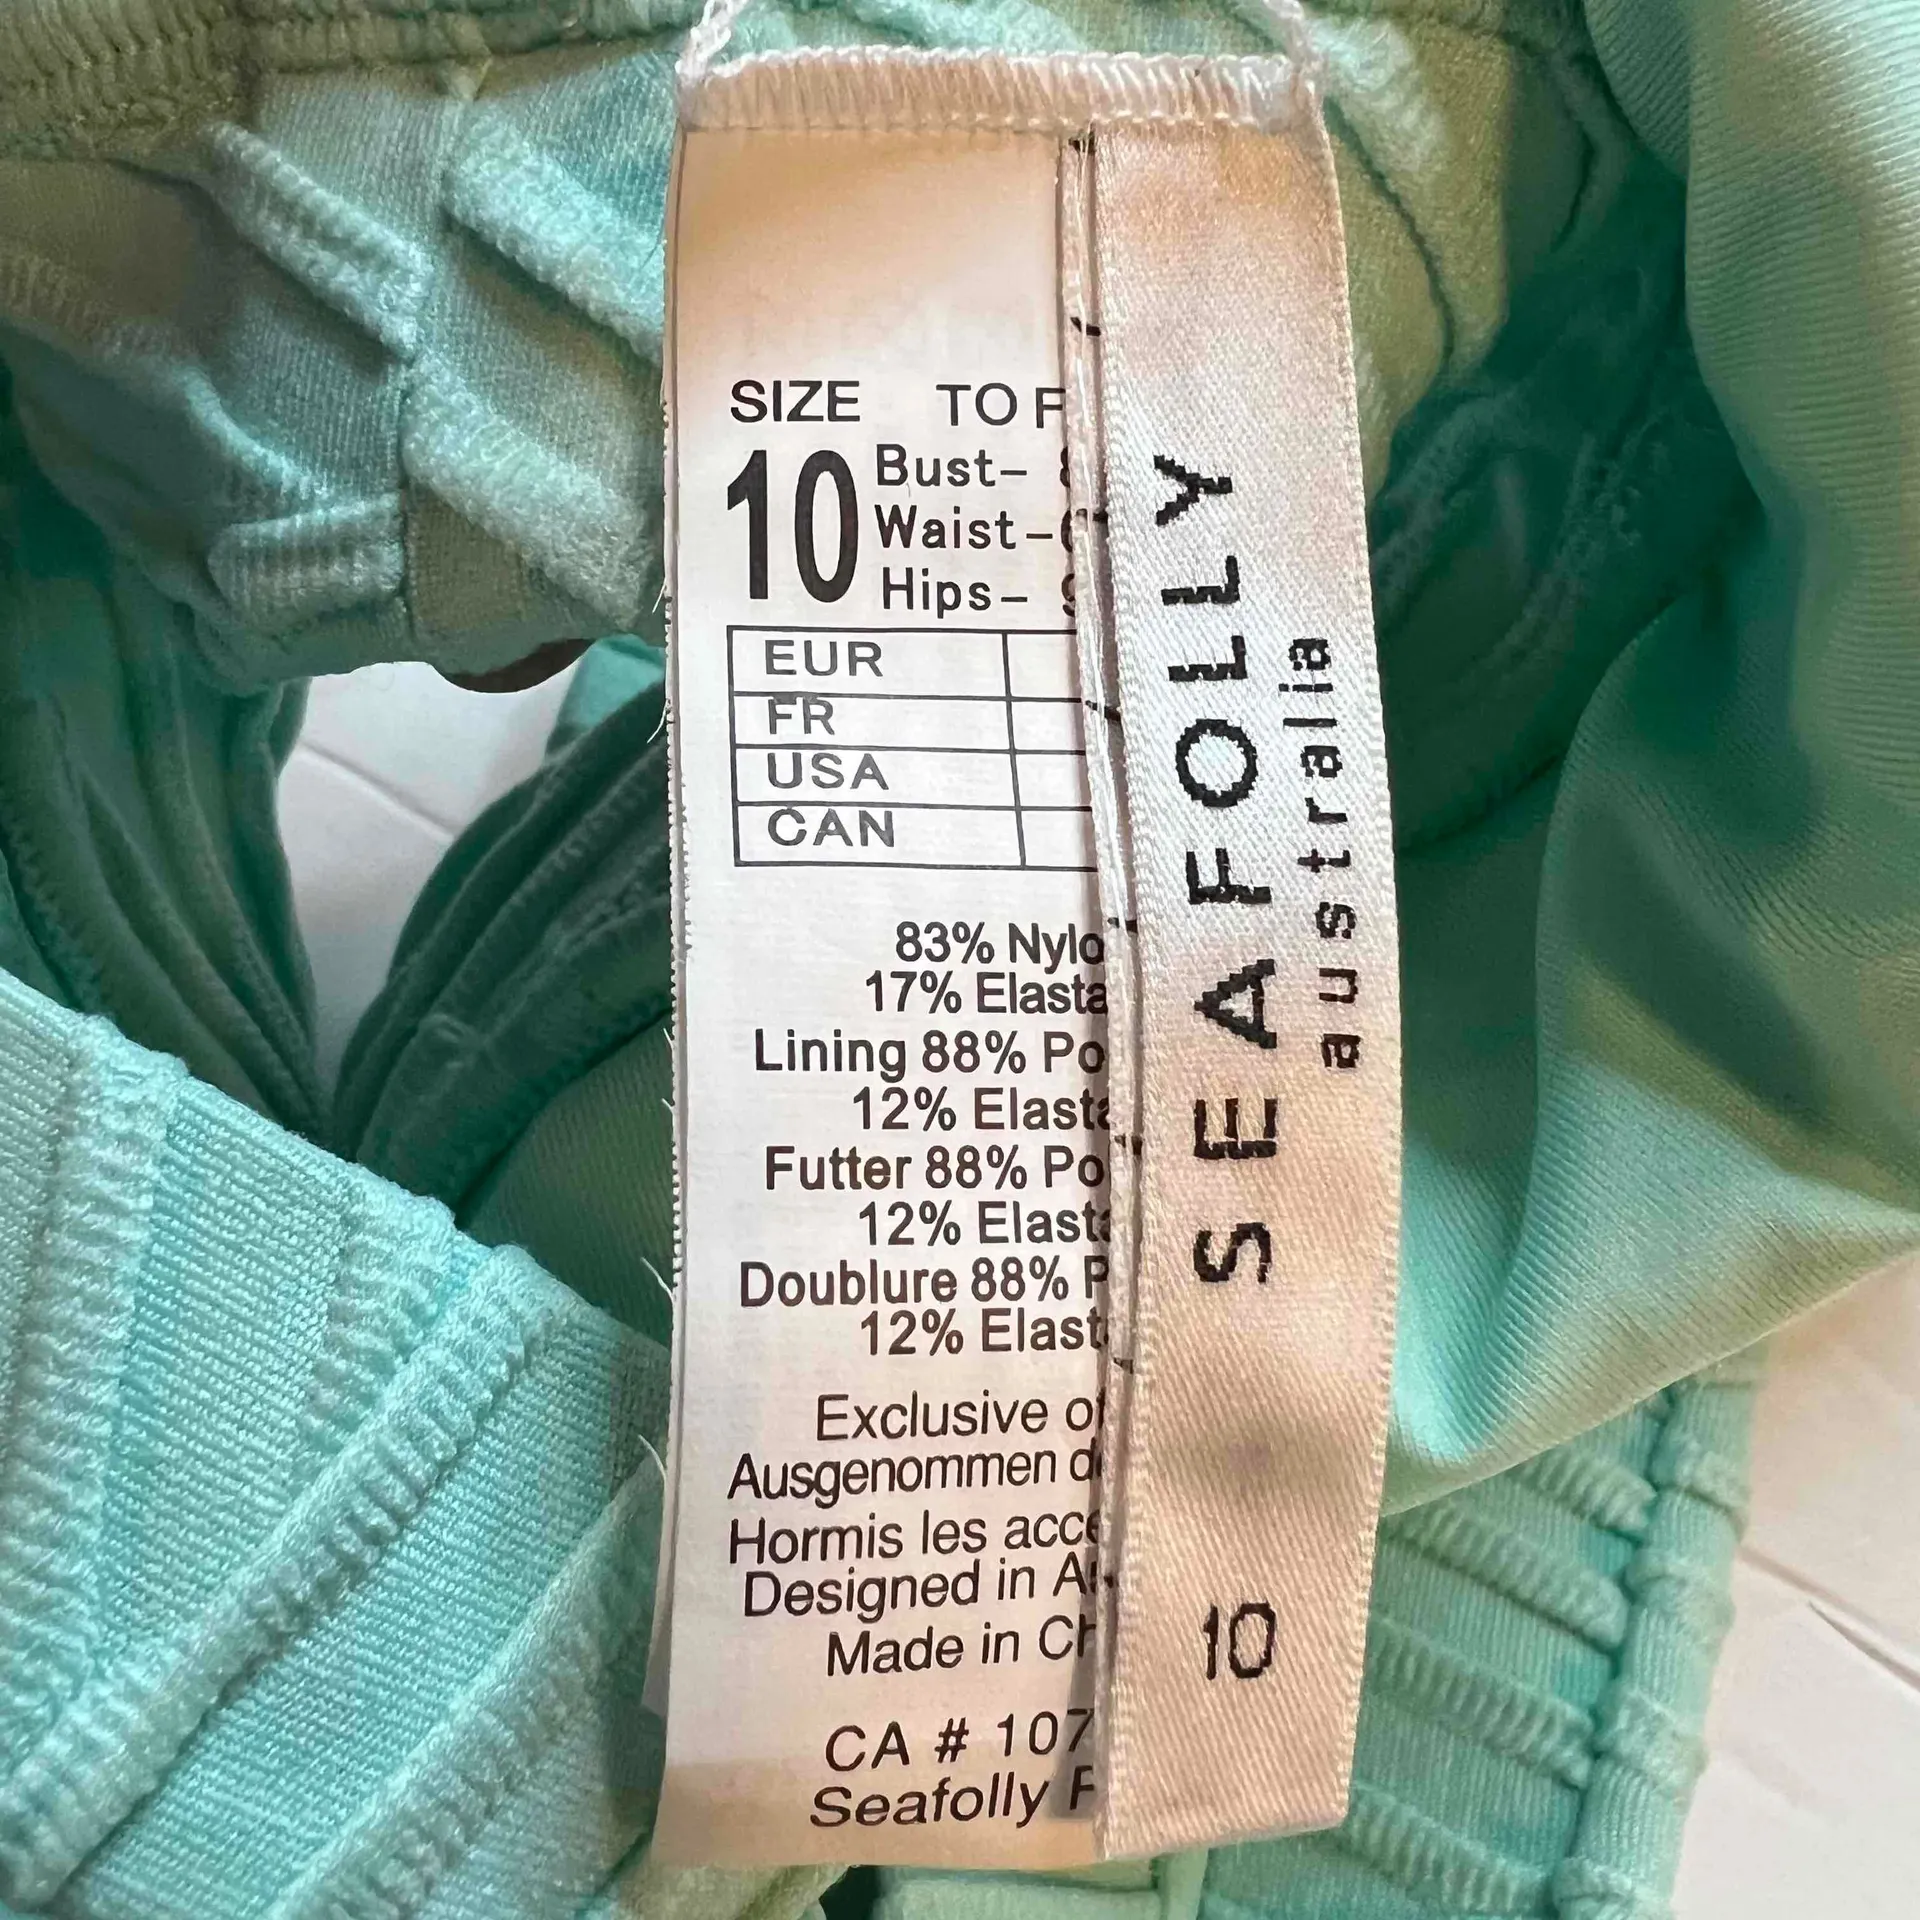 SIZE TO F
10
Bust-
Waist-
Hips-
EUR
FR
USA
CAN
83% Nylo
17% Elasta
Lining 88% Po
12% Elasta
Futter 88% Po
12% Elasta
Doublure 88% P
12% Elast
Exclusive of
Ausgenommen d
Hormis les acce
Designed in A
Made in Ch
CA # 107
Seafolly P
SEAFOLLY
australia
10